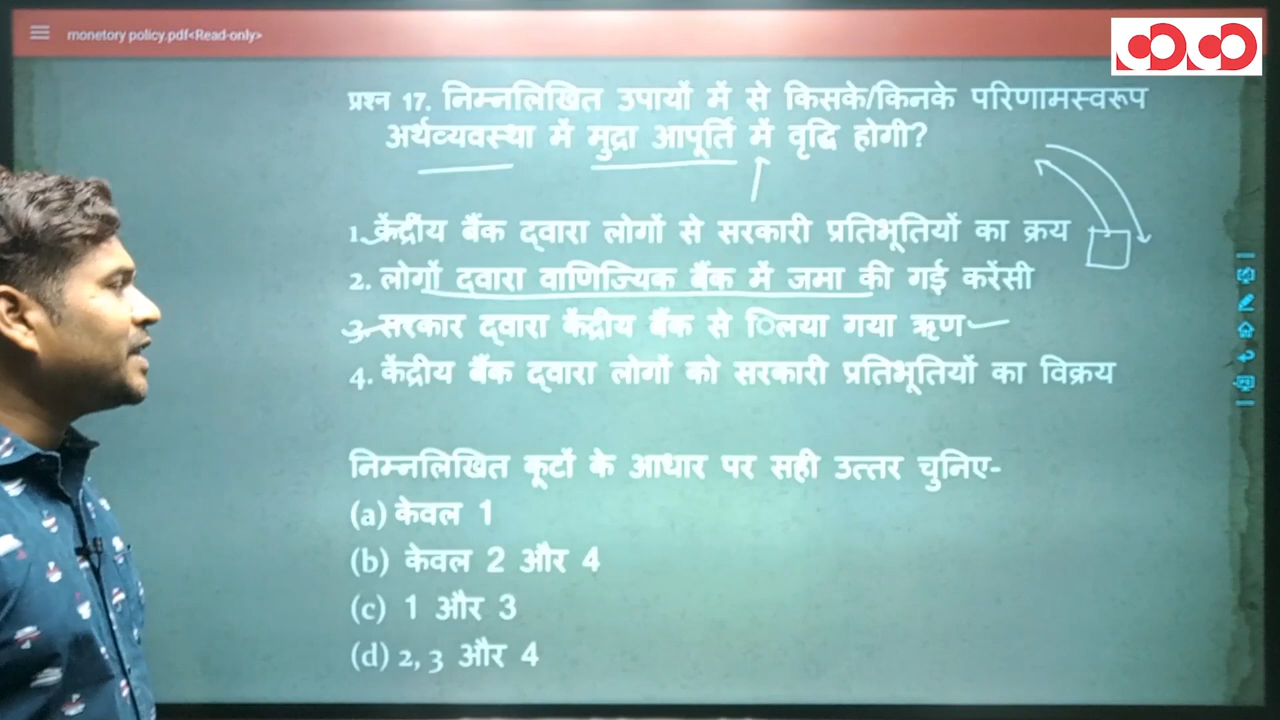 monetory policy.pdf<Read-only>
प्रश्न 17. निम्नलिखित उपायों में से किसके/किनके परिणामस्वरूप
अर्थव्यवस्था में मुद्रा आपूर्ति में वृद्धि होगी?
1. केंद्रीय बैंक द्वारा लोगों से सरकारी प्रतिभूतियों का क्रय
2. लोगों द्वारा वाणिज्यिक बैंक में जमा की गई करेंसी
3. सरकार द्वारा केंद्रीय बैंक से िलया गया ऋण
4. केंद्रीय बैंक द्वारा लोगों को सरकारी प्रतिभूतियों का विक्रय
निम्नलिखित कूटों के आधार पर सही उत्तर चुनिए-
(a) केवल 1
(b) केवल 2 और 4
(c) 1 और 3
(d) 2, 3 और 4